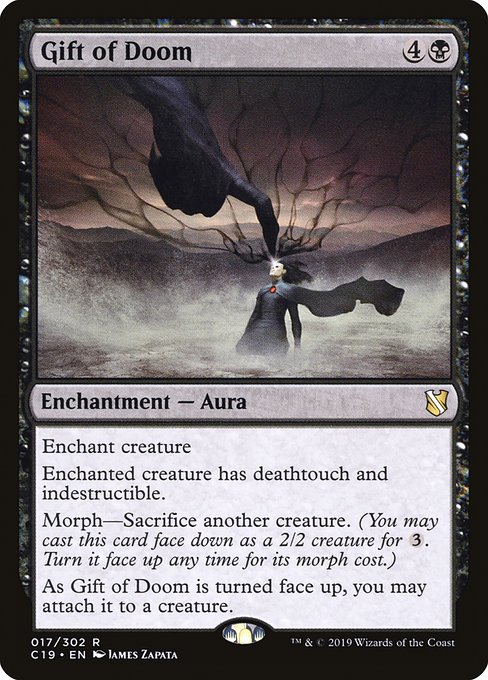 Gift of Doom 4
Enchantment — Aura
Enchant creature
Enchanted creature has deathtouch and
indestructible.
Morph—Sacrifice another creature. (You may
cast this card face down as a 2/2 creature for 3.
Turn it face up any time for its morph cost.)
As Gift of Doom is turned face up, you may
attach it to a creature.
017/302 R
C19 • EN James Zapata
™ & © 2019 Wizards of the Coast